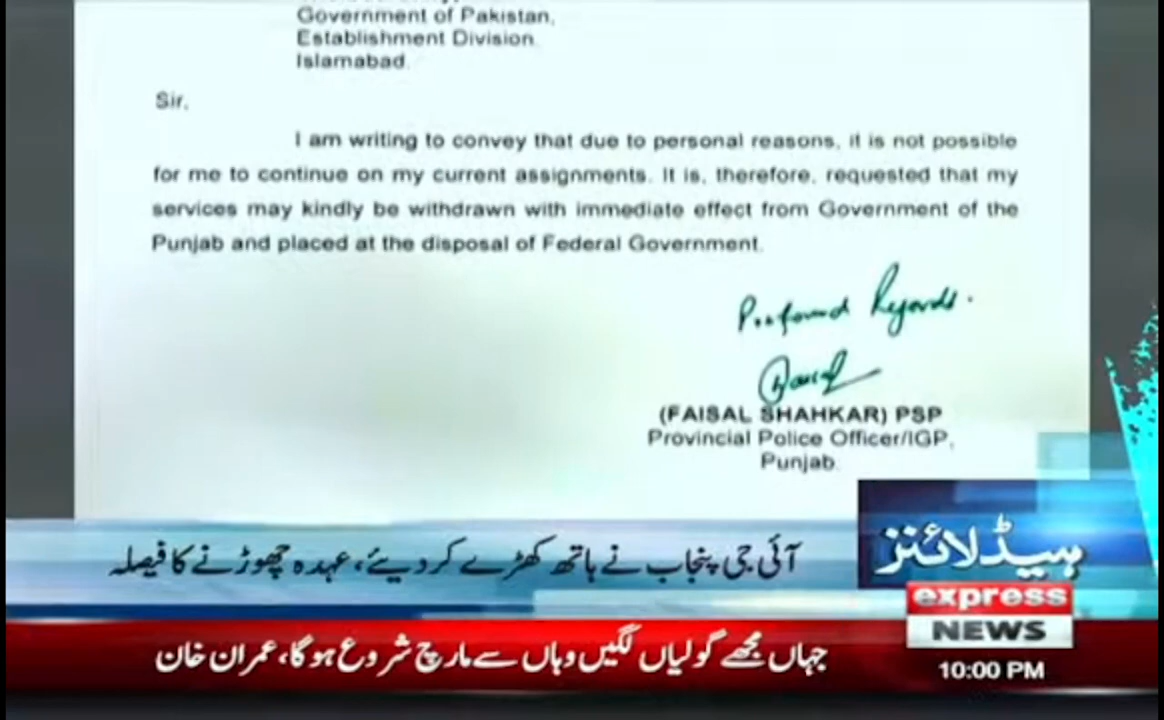 Government of Pakistan,
Establishment Division
Islamabad.
Sir,
I am writing to convey that due to personal reasons, it is not possible
for me to continue on my current assignments. It is, therefore, requested that my
services may kindly be withdrawn with immediate effect from Government of the
Punjab and placed at the disposal of Federal Government.
Profound Regards.
(FAISAL SHAHKAR) PSP
Provincial Police Officer/IGP,
Punjab
آئی جی پنجاب نے ہاتھ کھڑے کر دیئے، عہدہ چھوڑنے کا فیصلہ
ہیڈلائنز
express
NEWS
جہاں مجھے گولیاں لگیں وہاں سے مارچ شروع ہوگا، عمران خان
10:00 PM